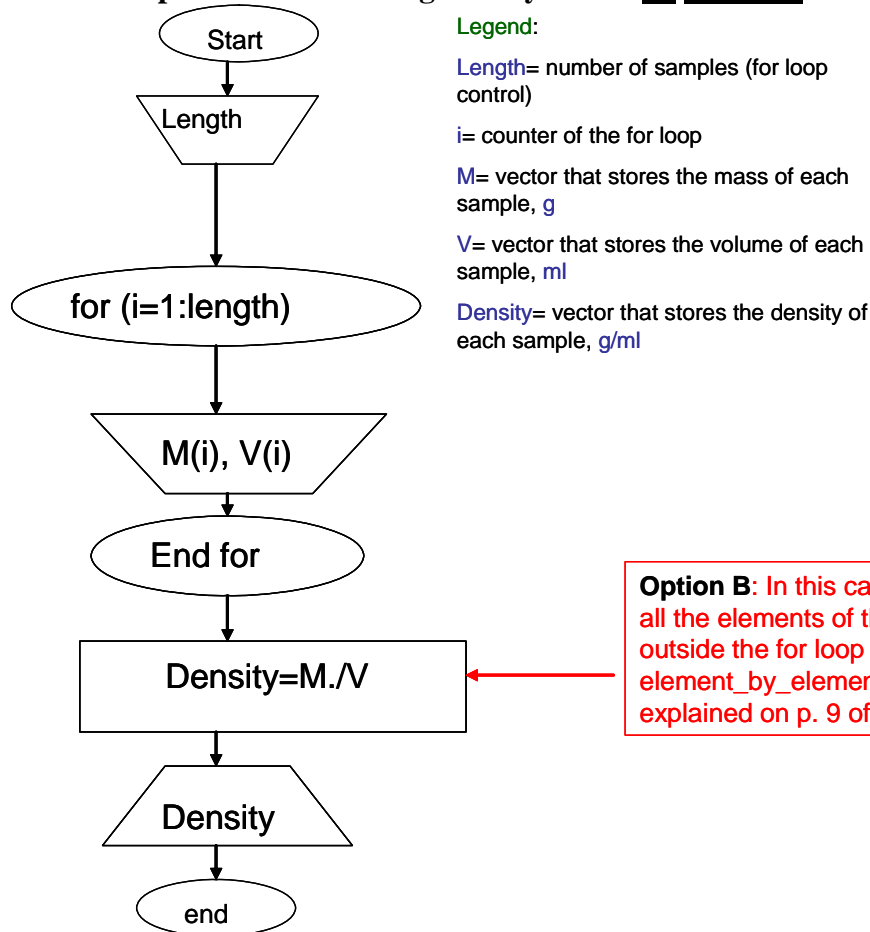 Start
Length
for (i=1:length)
M(i), V(i)
End for
Density=M./V
Density
end
Legend:
Length= number of samples (for loop
control)
i= counter of the for loop
M= vector that stores the mass of each
sample, g
V= vector that stores the volume of each
sample, ml
Density= vector that stores the density of
each sample, g/ml
Option B: In this ca
all the elements of t
outside the for loop
element_by_elemen
explained on p. 9 of